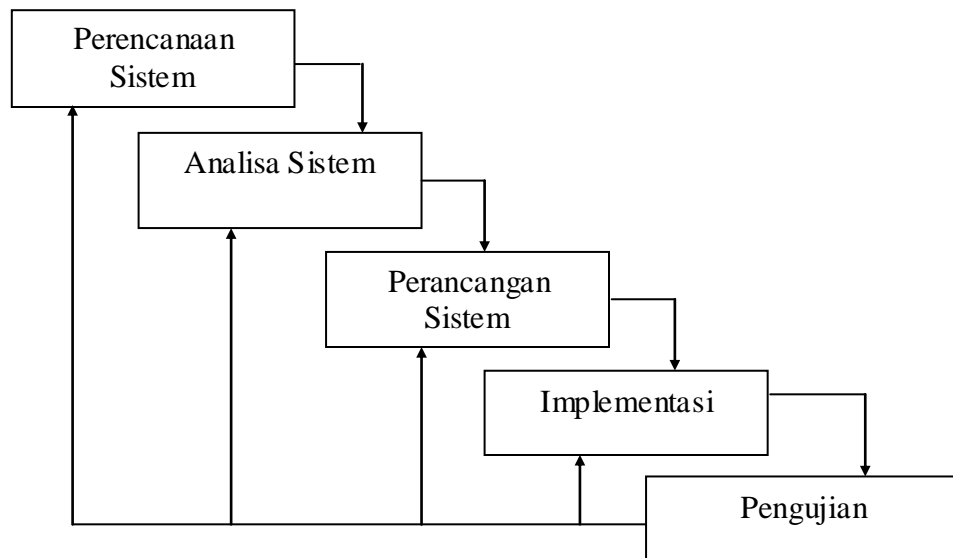 Perencanaan
Sistem
Analisa Sistem
Perancangan
Sistem
Implementasi
Pengujian